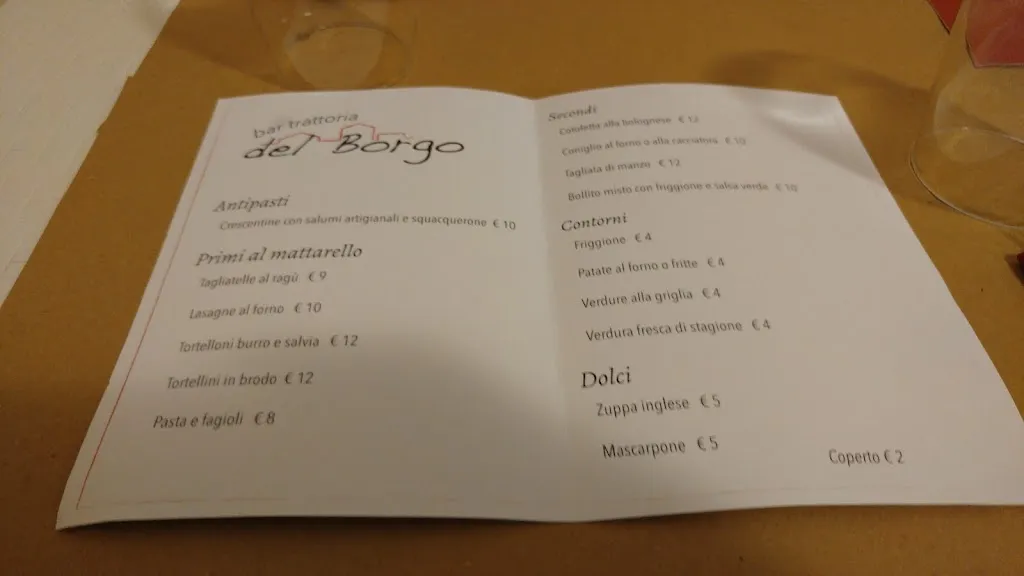 bar trattoria
del Borgo
Antipasti
Crescentine con salumi artigianali e squacquerone € 10
Primi al mattarello
Tagliatelle al ragù € 9
Lasagne al forno € 10
Tortelloni burro e salvia € 12
Tortellini in brodo € 12
Pasta e fagioli € 8
Secondi
Cotoletta alla bolognese € 12
Coniglio al forno o alla cacciatora € 10
Tagliata di manzo € 12
Bollito misto con friggione e salsa verde € 10
Contorni
Friggione € 4
Patate al forno o fritte € 4
Verdure alla griglia € 4
Verdura fresca di stagione € 4
Dolci
Zuppa inglese € 5
Mascarpone € 5
Coperto € 2